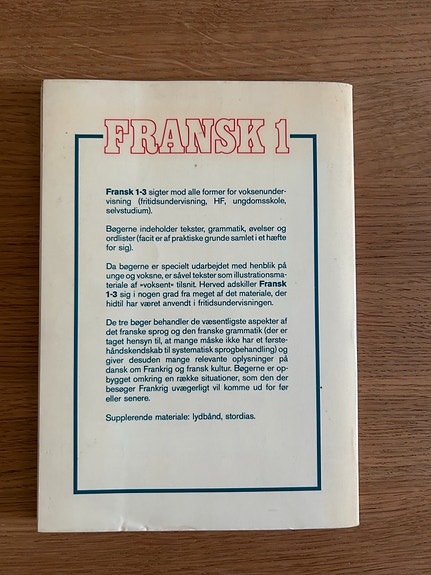 FRANSK 1
Fransk 1-3 sigter mod alle former for voksenunder-
visning (fritidsundervisning, HF, ungdomsskole,
selvstudium).
Bøgerne indeholder tekster, grammatik, øvelser og
ordlister (facit er af praktiske grunde samlet i et hæfte
for sig).
Da bøgerne er specielt udarbejdet med henblik på
unge og voksne, er såvel tekster som illustrationsma-
teriale af »voksent« tilsnit. Herved adskiller Fransk
1-3 sig i nogen grad fra meget af det materiale, der
hidtil har været anvendt i fritidsundervisningen.
De tre bøger behandler de væsentligste aspekter af
det franske sprog og den franske grammatik (der er
taget hensyn til, at mange måske ikke har et første-
håndskendskab til systematisk sprogbehandling) og
giver desuden mange relevante oplysninger på
dansk om Frankrig og fransk kultur. Bøgerne er op-
bygget omkring en række situationer, som den der
besøger Frankrig uvægerligt vil komme ud for før
eller senere.
Supplerende materiale: lydbånd, stordias.